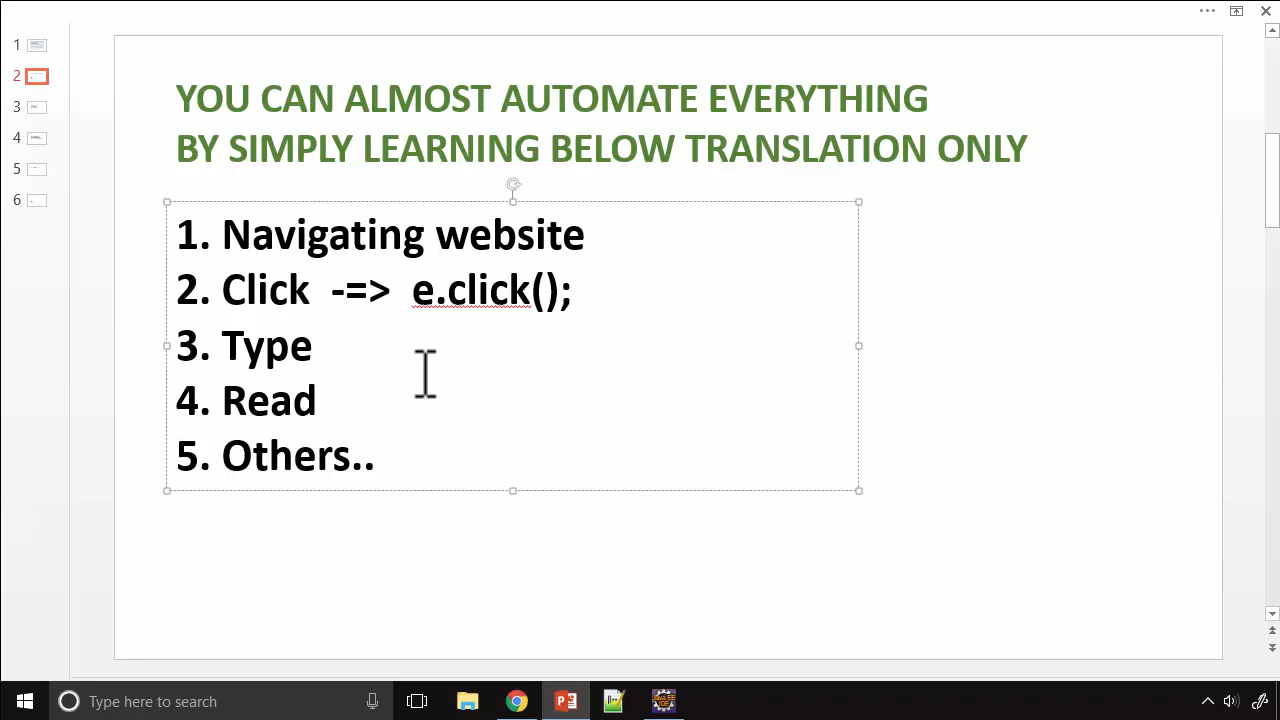 1
2
3
4
5
6
YOU CAN ALMOST AUTOMATE EVERYTHING
BY SIMPLY LEARNING BELOW TRANSLATION ONLY
1. Navigating website
2. Click -=> e.click();
3. Type
4. Read
5. Others..
Type here to search